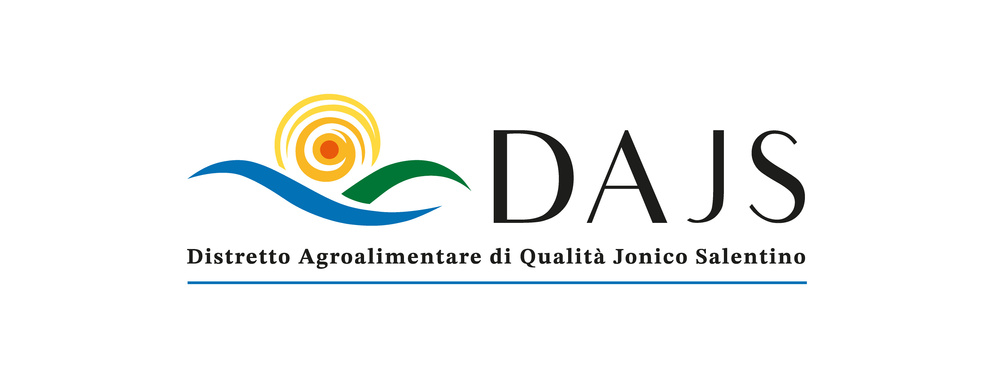 DAJS
Distretto Agroalimentare di Qualità Jonico Salentino